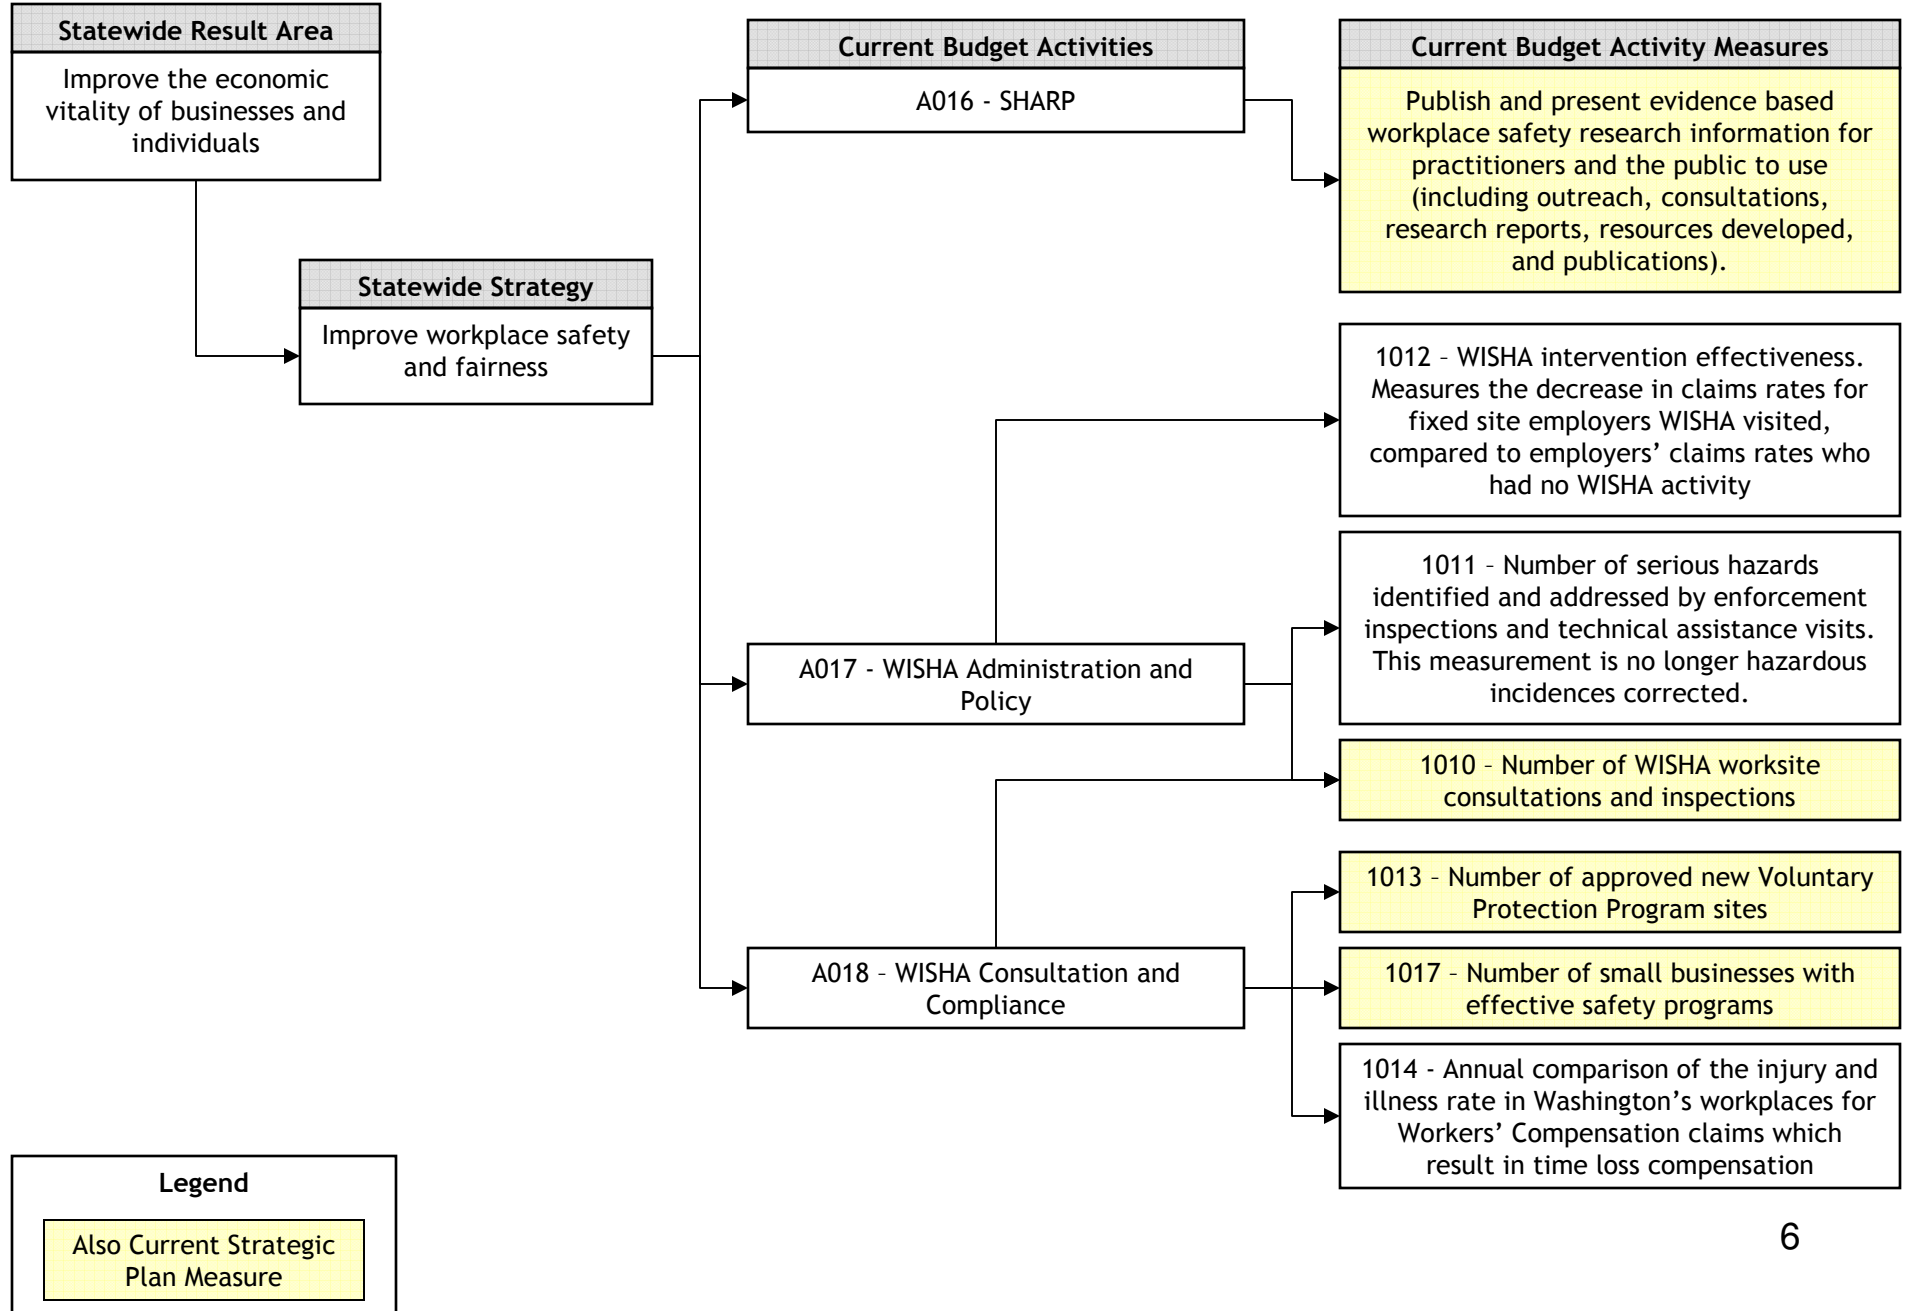 Statewide Result Area
Improve the economic
vitality of businesses and
individuals
Statewide Strategy
Improve workplace safety
and fairness
Current Budget Activities
A016 - SHARP
A017 - WISHA Administration and
Policy
A018 – WISHA Consultation and
Compliance
Current Budget Activity Measures
Publish and present evidence based
workplace safety research information for
practitioners and the public to use
(including outreach, consultations,
research reports, resources developed,
and publications).
1012 – WISHA intervention effectiveness.
Measures the decrease in claims rates for
fixed site employers WISHA visited,
compared to employers’ claims rates who
had no WISHA activity
1011 – Number of serious hazards
identified and addressed by enforcement
inspections and technical assistance visits.
This measurement is no longer hazardous
incidences corrected.
1010 – Number of WISHA worksite
consultations and inspections
1013 – Number of approved new Voluntary
Protection Program sites
1017 – Number of small businesses with
effective safety programs
1014 - Annual comparison of the injury and
illness rate in Washington’s workplaces for
Workers’ Compensation claims which
result in time loss compensation
Legend
Also Current Strategic
Plan Measure
6